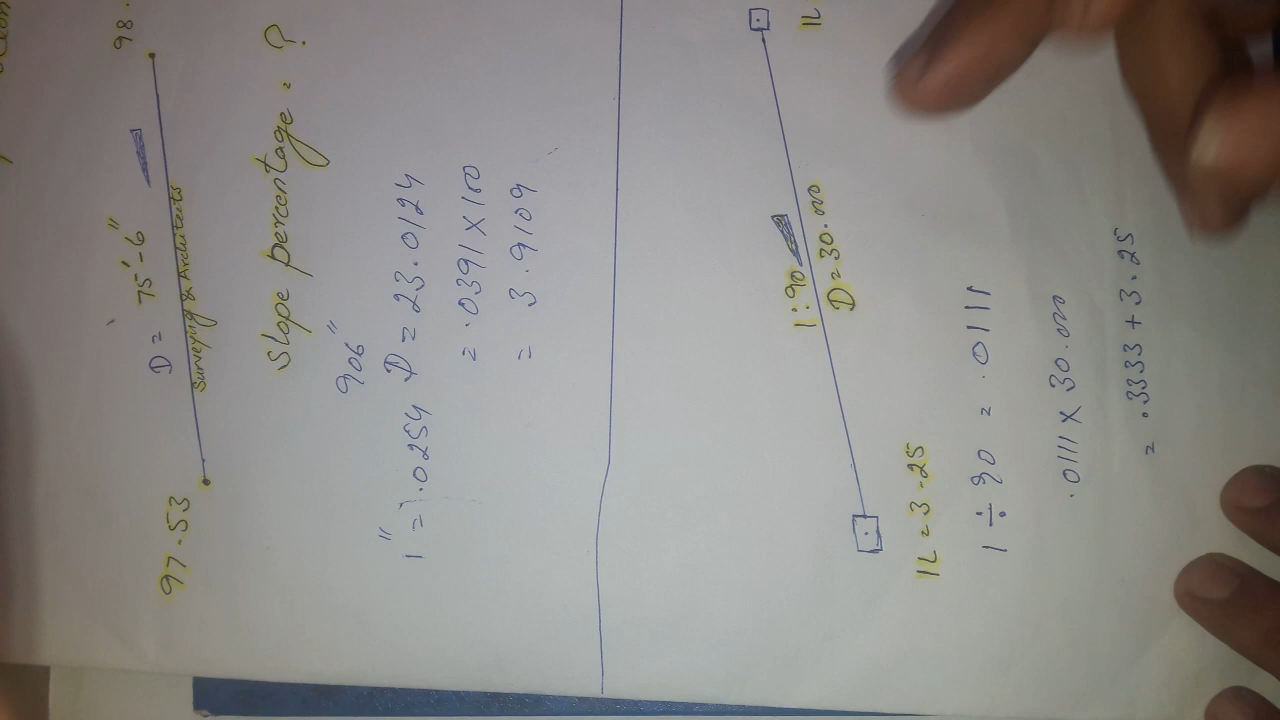 97.53
D = 75'-6"
98.
Surveying & Architects
Slope percentage = ?
906"
1" = .0254 D = 23.0124
= .0391 X 100
= 3.9109
1:90
D = 30.000
IL = 3.25
IL
1 ÷ 90 = .0111
.0111 X 30.000
= .3333 + 3.25